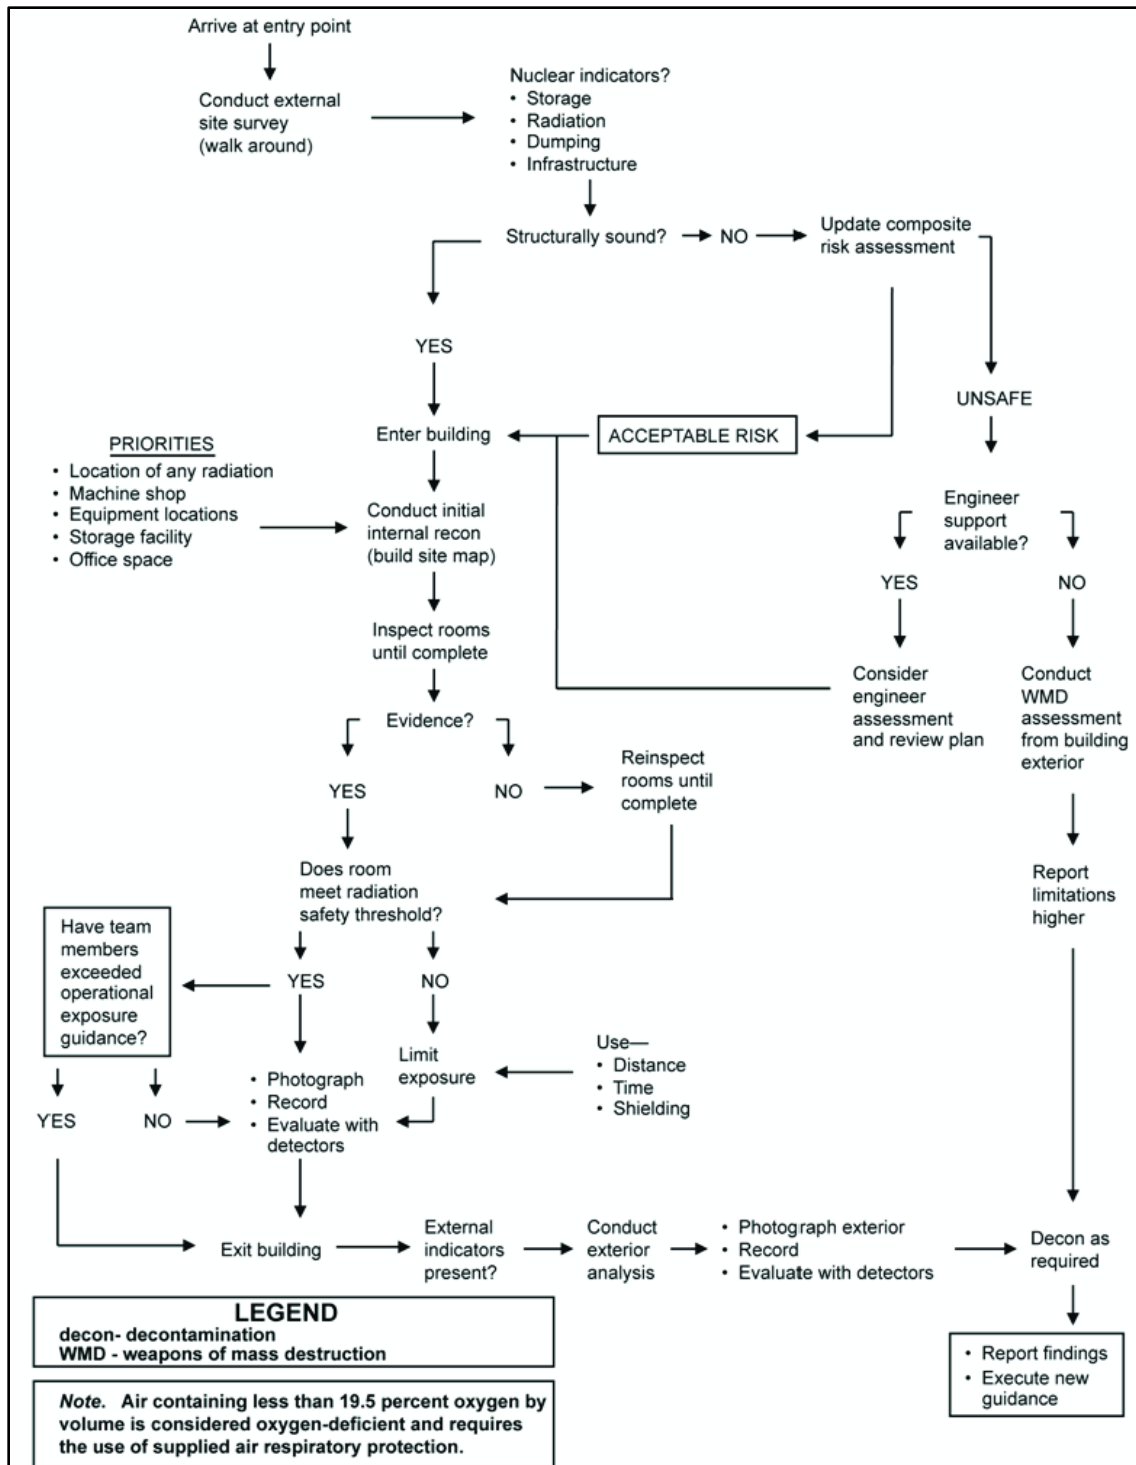 Arrive at entry point
Conduct external
site survey
(walk around)
Nuclear indicators?
• Storage
• Radiation
• Dumping
• Infrastructure
Structurally sound?
NO
Update composite
risk assessment
YES
UNSAFE
Enter building
ACCEPTABLE RISK
PRIORITIES
• Location of any radiation
• Machine shop
• Equipment locations
• Storage facility
• Office space
Conduct initial
internal recon
(build site map)
Engineer
support
available?
YES
NO
Inspect rooms
until complete
Consider
engineer
assessment
and review plan
Conduct
WMD
assessment
from building
exterior
Evidence?
YES
NO
Reinspect
rooms until
complete
Does room
meet radiation
safety threshold?
Report
limitations
higher
Have team
members
exceeded
operational
exposure
guidance?
YES
NO
Limit
exposure
Use—
• Distance
• Time
• Shielding
YES
NO
• Photograph
• Record
• Evaluate with
detectors
Exit building
External
indicators
present?
Conduct
exterior
analysis
• Photograph exterior
• Record
• Evaluate with detectors
Decon as
required
• Report findings
• Execute new
guidance
LEGEND
decon- decontamination
WMD - weapons of mass destruction
Note. Air containing less than 19.5 percent oxygen by
volume is considered oxygen-deficient and requires
the use of supplied air respiratory protection.